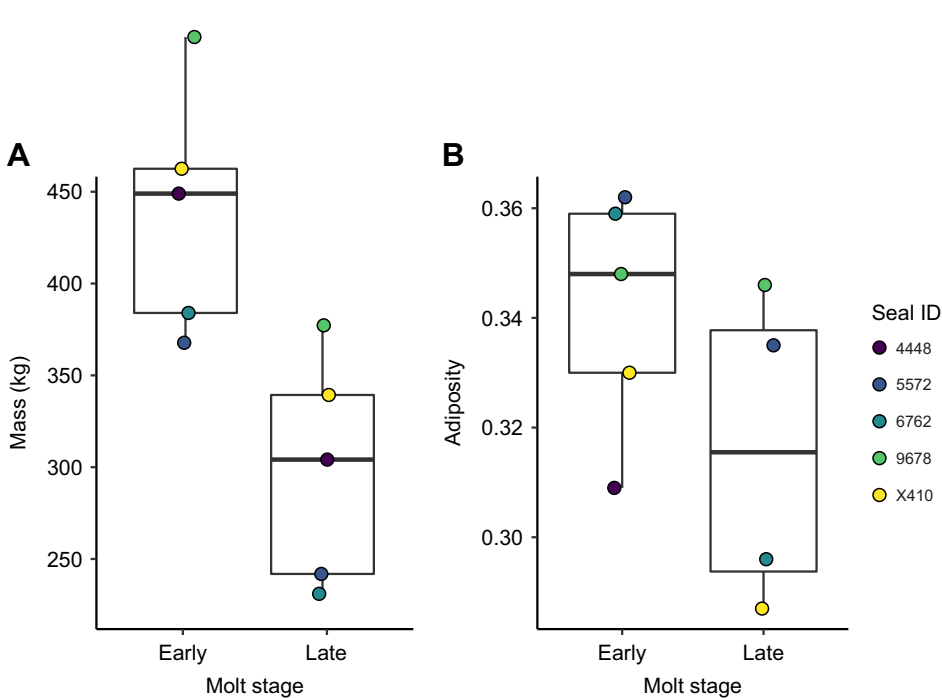 A
450
400
350
300
250
Mass (kg)
Early Late
Molt stage
B
0.36
0.34
0.32
0.30
Adiposity
Early Late
Molt stage
Seal ID
4448
5572
6762
9678
X410